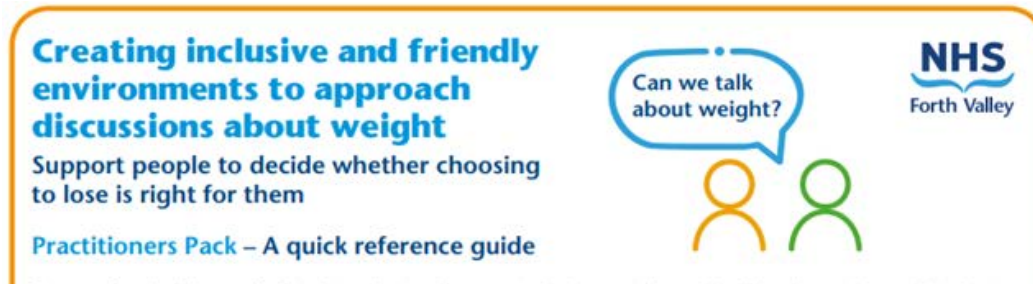 Creating inclusive and friendly
environments to approach
discussions about weight
Support people to decide whether choosing
to lose is right for them
Practitioners Pack – A quick reference guide
Can we talk
about weight?
NHS
Forth Valley